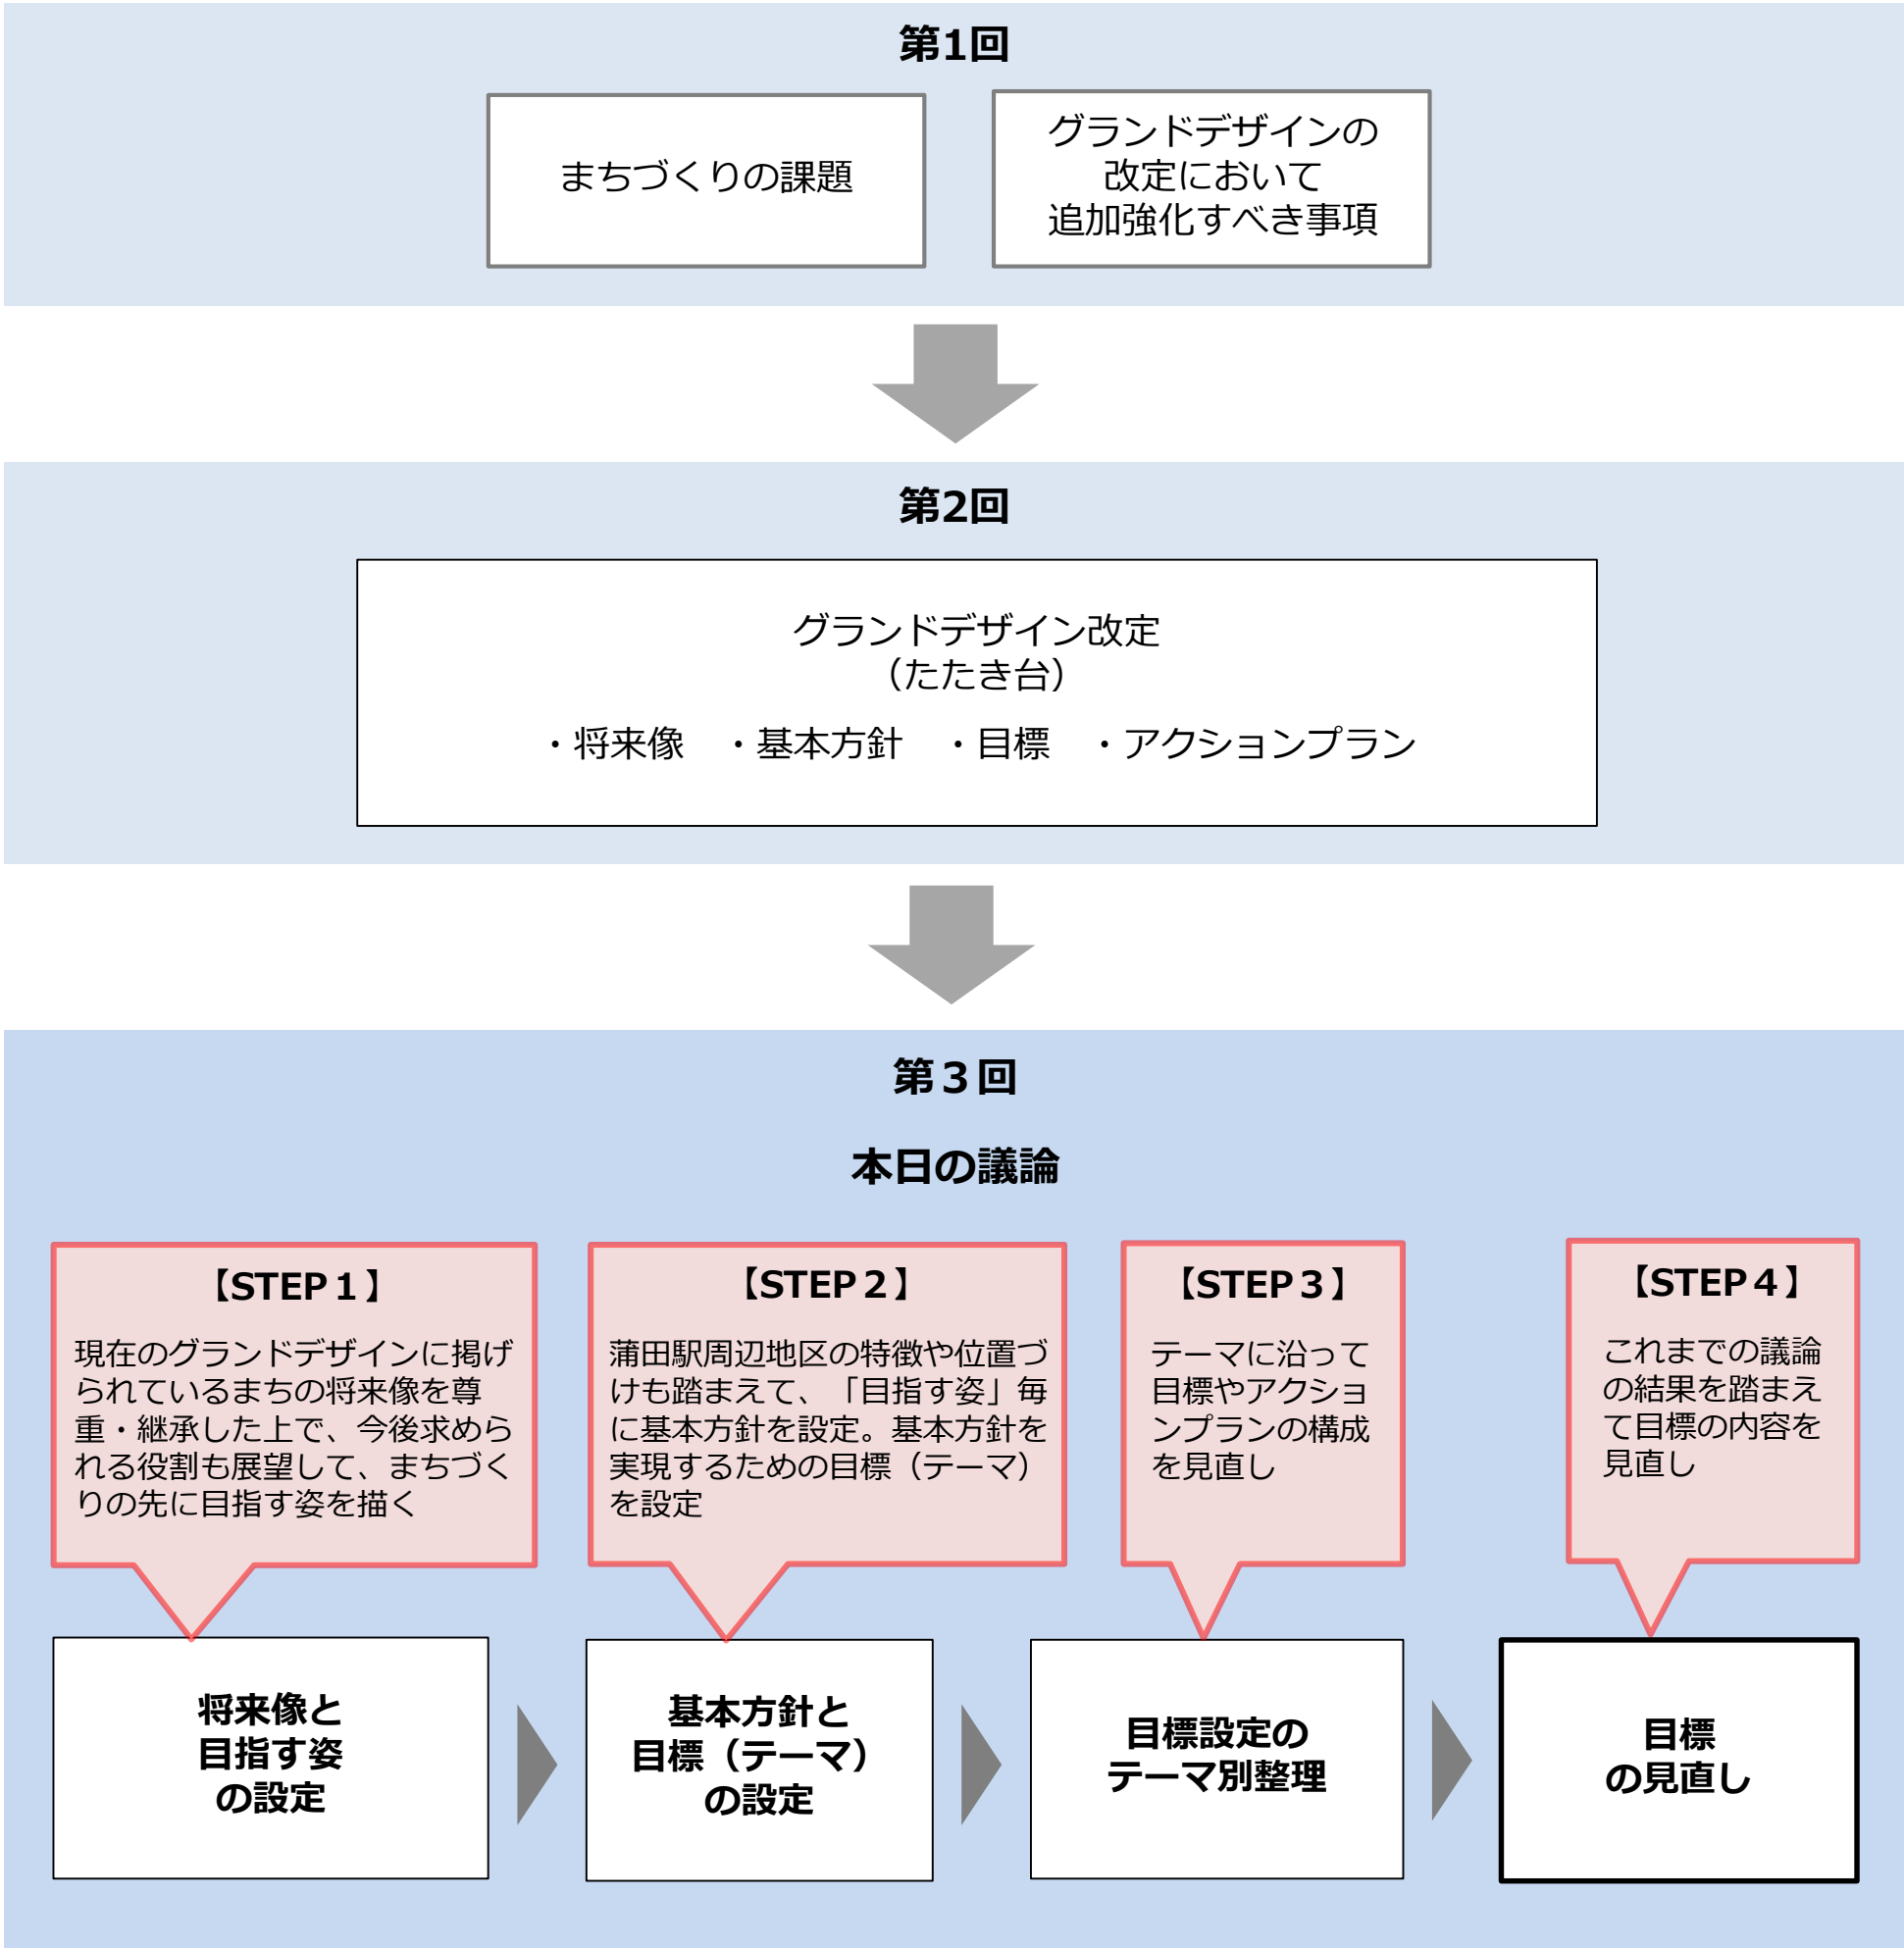 第1回
まちづくりの課題
グランドデザインの
改定において
追加強化すべき事項
第2回
グランドデザイン改定
（たたき台）
・将来像　・基本方針　・目標　・アクションプラン
第３回
本日の議論
【STEP１】
現在のグランドデザインに掲げ
られているまちの将来像を尊
重・継承した上で、今後求めら
れる役割も展望して、まちづく
りの先に目指す姿を描く
【STEP２】
蒲田駅周辺地区の特徴や位置づ
けも踏まえて、「目指す姿」毎
に基本方針を設定。基本方針を
実現するための目標（テーマ）
を設定
【STEP３】
テーマに沿って
目標やアクショ
ンプランの構成
を見直し
【STEP４】
これまでの議論
の結果を踏まえ
て目標の内容を
見直し
将来像と
目指す姿
の設定
基本方針と
目標（テーマ）
の設定
目標設定の
テーマ別整理
目標
の見直し